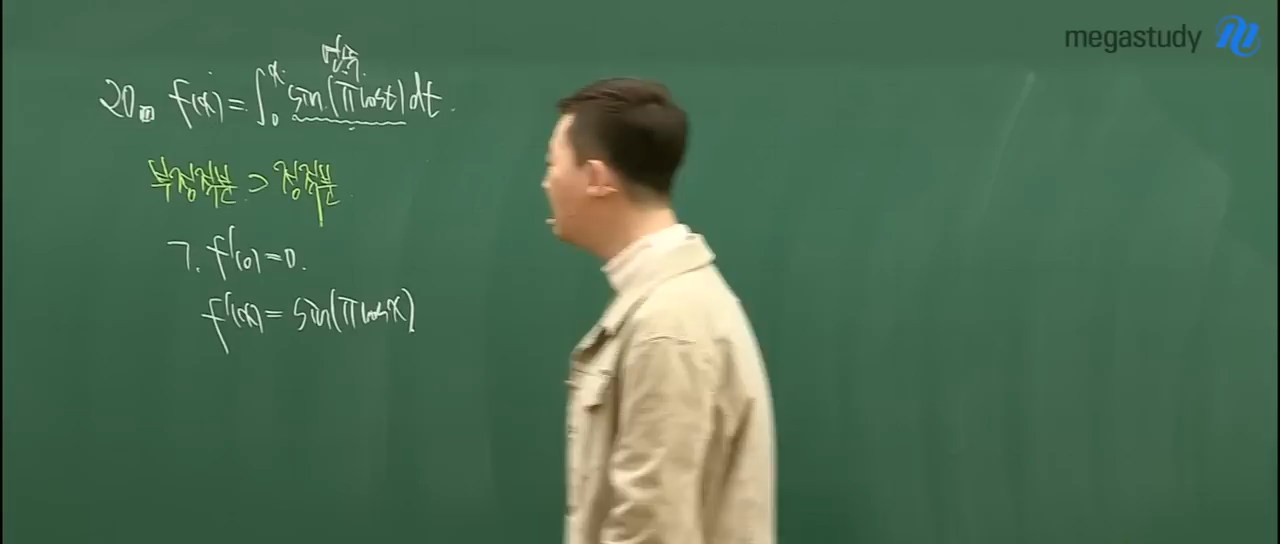 megastudy
연속
20. f(x) = ∫₀ˣ sin(π cos t) dt.
부정적분 ⊃ 정적분
ㄱ. f'(0) = 0.
f'(x) = sin(π cos x)